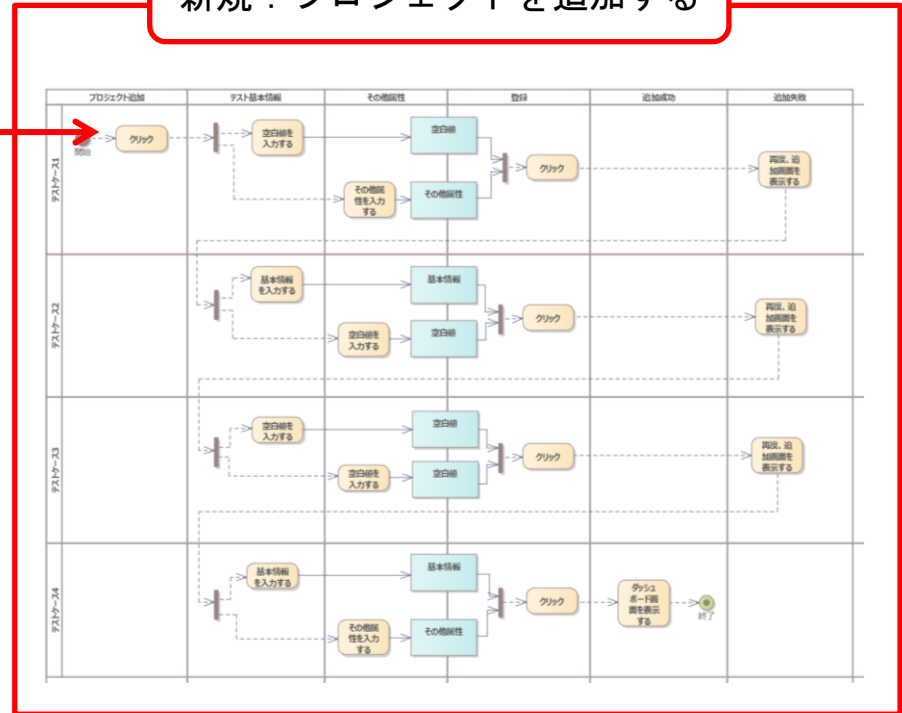 新規：プロジェクトを追加する
プロジェクト追加
テスト基本情報
その他属性
登録
追加成功
追加失敗
テストケース1
開始
クリック
空白値を
入力する
空白値
その他属
性を入力
する
その他属性
クリック
再度、追
加画面を
表示する
テストケース2
基本情報
を入力する
基本情報
空白値を
入力する
空白値
クリック
再度、追
加画面を
表示する
テストケース3
空白値を
入力する
空白値
空白値を
入力する
空白値
クリック
再度、追
加画面を
表示する
テストケース4
基本情報
を入力する
基本情報
その他属
性を入力
する
その他属性
クリック
ダッシュ
ボード画
面を表示
する
終了